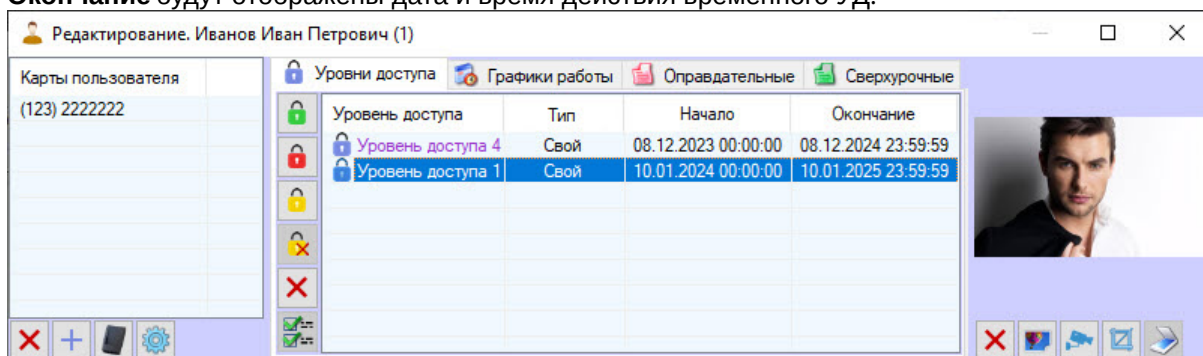 Окончание будут отображены дата и время действия временного УД.
Редактирование. Иванов Иван Петрович (1)
Карты пользователя
(123) 2222222
Уровни доступа Графики работы Оправдательные Сверхурочные
Уровень доступа Тип Начало Окончание
Уровень доступа 4 Свой 08.12.2023 00:00:00 08.12.2024 23:59:59
Уровень доступа 1 Свой 10.01.2024 00:00:00 10.01.2025 23:59:59